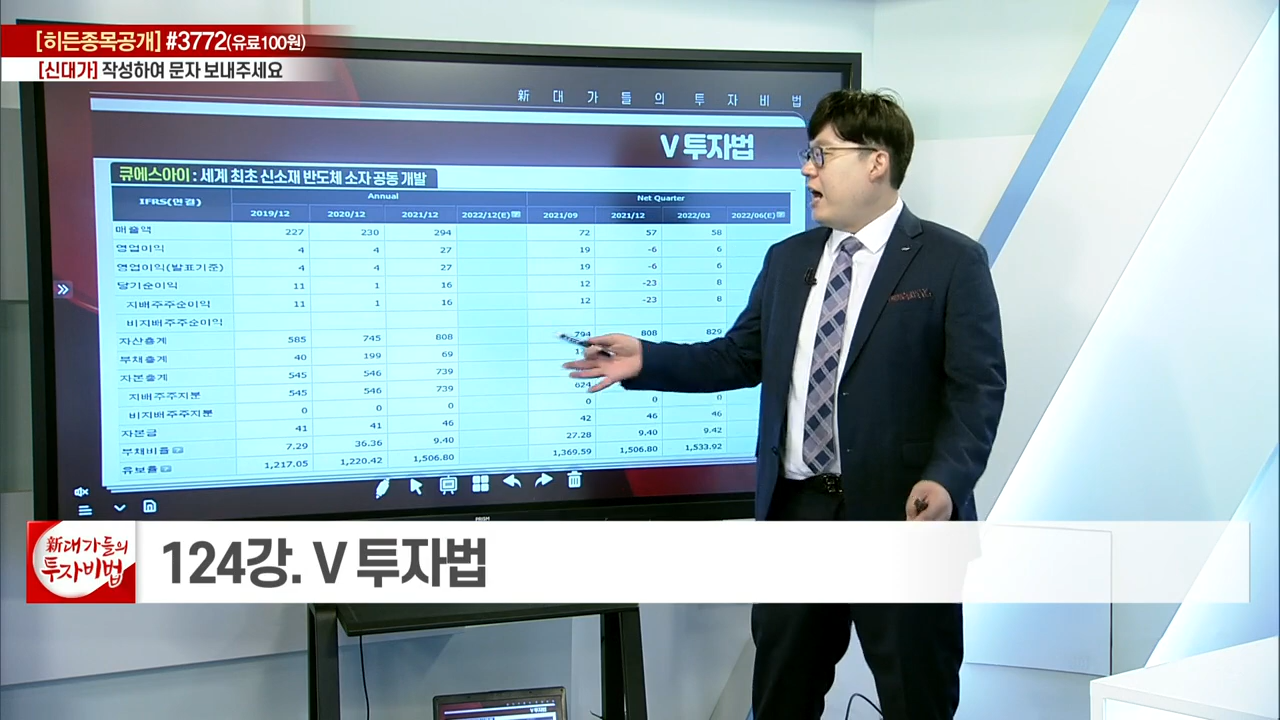 [히든종목공개] #3772(유료100원)
[신대가] 작성하여 문자 보내주세요
新 대 가 들 의 투 자 비 법
V 투자법
큐에스아이 : 세계 최초 신소재 반도체 소자 공동 개발
IFRS(연결) Annual Net Quarter
2019/12 2020/12 2021/12 2022/12(E) 2021/09 2021/12 2022/03 2022/06(E)
매출액 227 230 294 72 57 58
영업이익 4 4 27 19 -6 6
영업이익(발표기준) 4 4 27 19 -6 6
당기순이익 11 1 16 12 -23 8
지배주주순이익 11 1 16 12 -23 8
비지배주주순이익
자산총계 585 745 808 794 808 829
부채총계 40 199 69
자본총계 545 546 739 624
지배주주지분 545 546 739
비지배주주지분 0 0 0 0 0 0
자본금 41 41 46 42 46 46
부채비율 7.29 36.36 9.40 27.28 9.40 9.42
유보율 1,217.05 1,220.42 1,506.80 1,369.59 1,506.80 1,533.92
PRISM
新대가들의
투자비법
124강. V 투자법
V 투자법